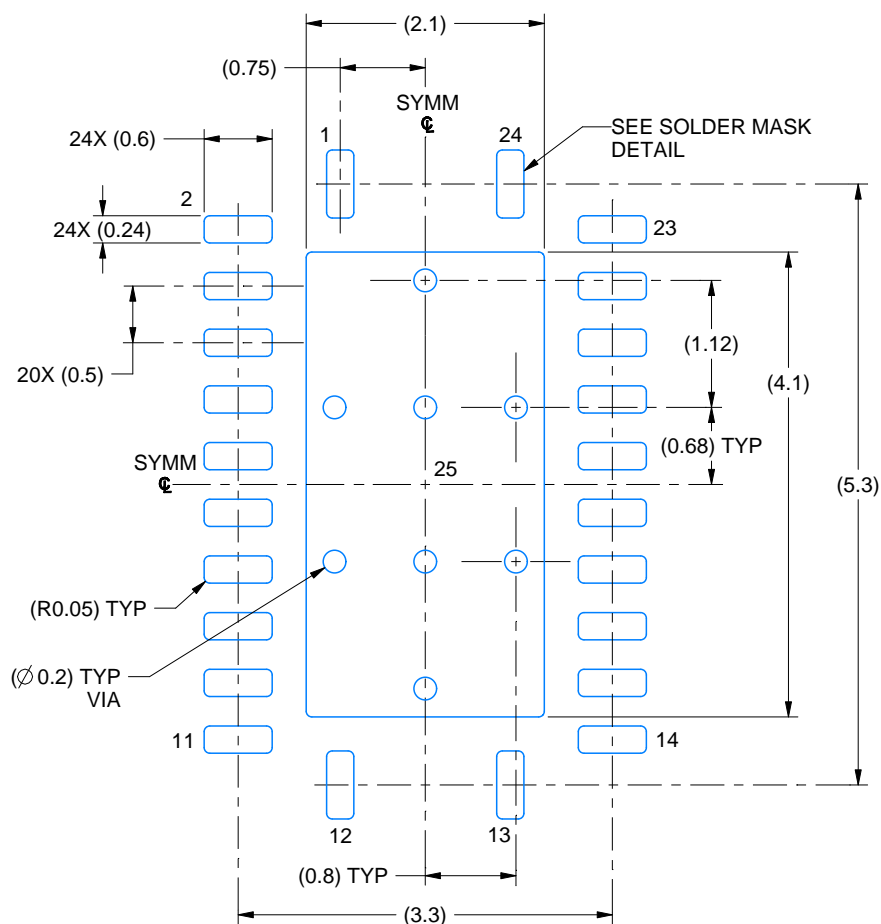 (2.1)
(0.75)
SYMM
℄
24X (0.6)
1
24
SEE SOLDER MASK
DETAIL
2
24X (0.24)
23
(1.12)
20X (0.5)
(4.1)
(0.68) TYP
SYMM
℄
25
(5.3)
(R0.05) TYP
(∅ 0.2) TYP
VIA
11
14
12
13
(0.8) TYP
(3.3)